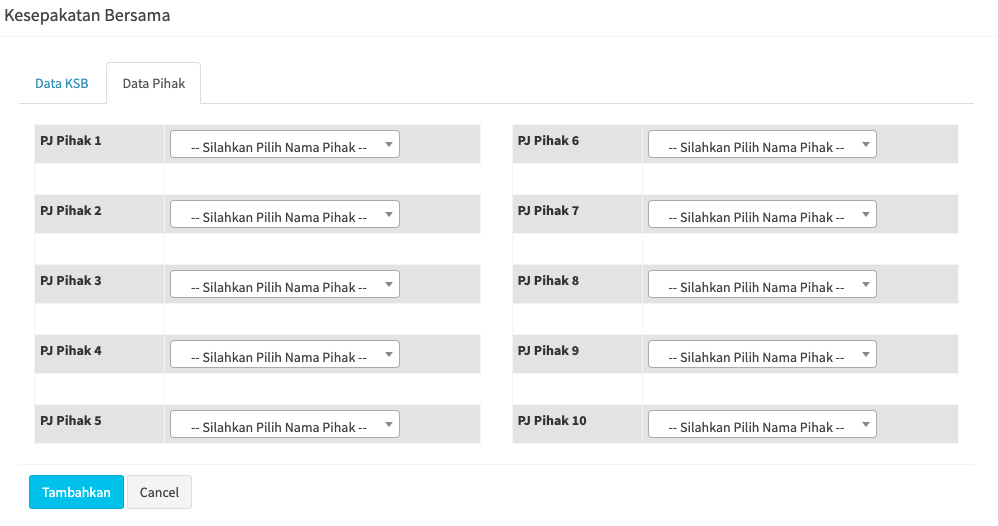 Kesepakatan Bersama
Data KSB
Data Pihak
PJ Pihak 1
-- Silahkan Pilih Nama Pihak --
PJ Pihak 2
-- Silahkan Pilih Nama Pihak --
PJ Pihak 3
-- Silahkan Pilih Nama Pihak --
PJ Pihak 4
-- Silahkan Pilih Nama Pihak --
PJ Pihak 5
-- Silahkan Pilih Nama Pihak --
PJ Pihak 6
-- Silahkan Pilih Nama Pihak --
PJ Pihak 7
-- Silahkan Pilih Nama Pihak --
PJ Pihak 8
-- Silahkan Pilih Nama Pihak --
PJ Pihak 9
-- Silahkan Pilih Nama Pihak --
PJ Pihak 10
-- Silahkan Pilih Nama Pihak --
Tambahkan
Cancel